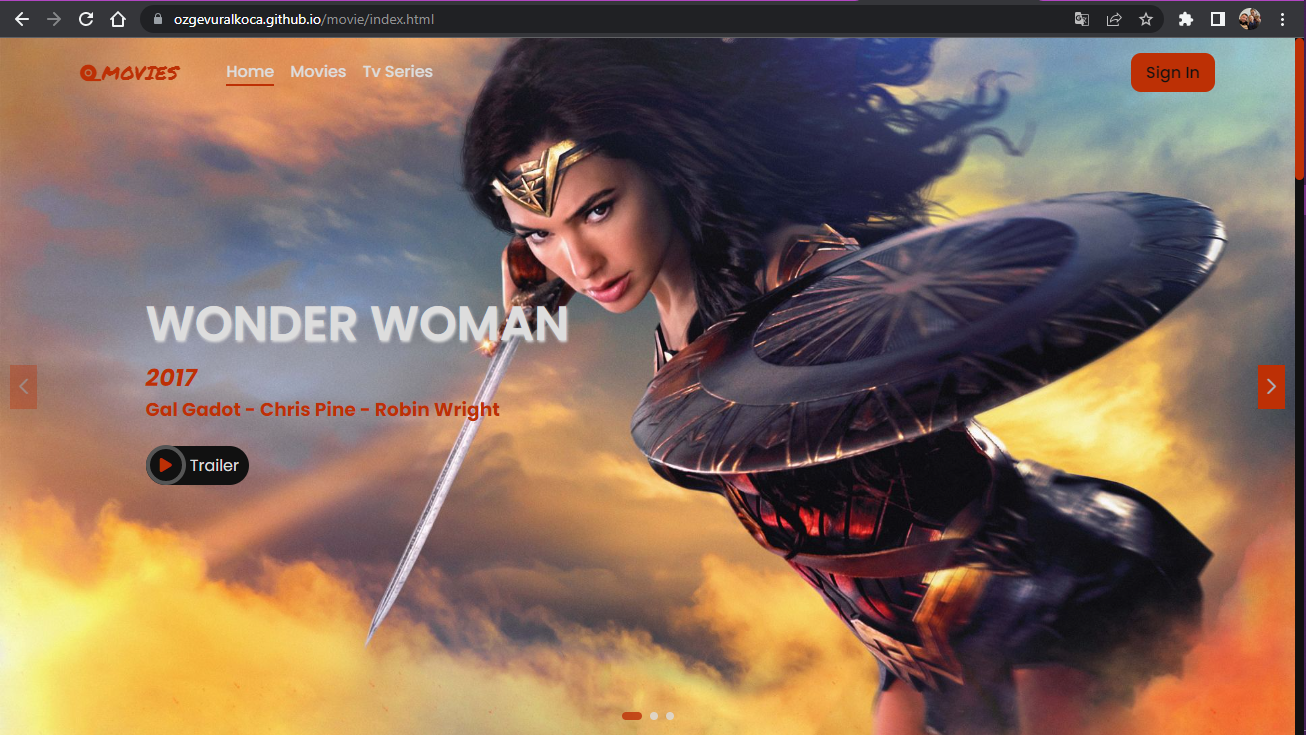 ozgevuralkoca.github.io/movie/index.html
MOVIES Home Movies Tv Series Sign In
WONDER WOMAN
2017
Gal Gadot - Chris Pine - Robin Wright
Trailer